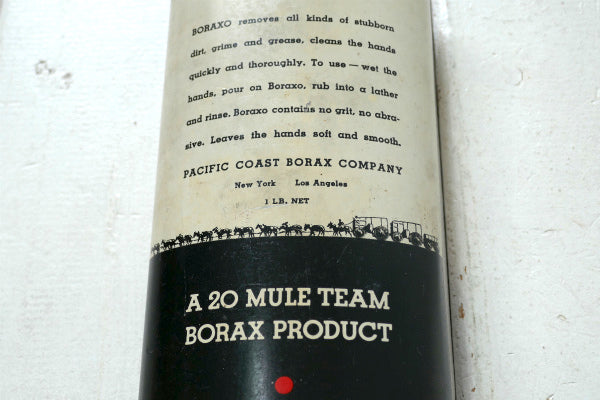 BORAXO removes all kinds of stubborn
dirt, grime and grease, cleans the hands
quickly and thoroughly. To use — wet the
hands, pour on Boraxo, rub into a lather
and rinse. Boraxo contains no grit, no abra-
sive. Leaves the hands soft and smooth.
PACIFIC COAST BORAX COMPANY
New York Los Angeles
1 LB. NET
A 20 MULE TEAM
BORAX PRODUCT